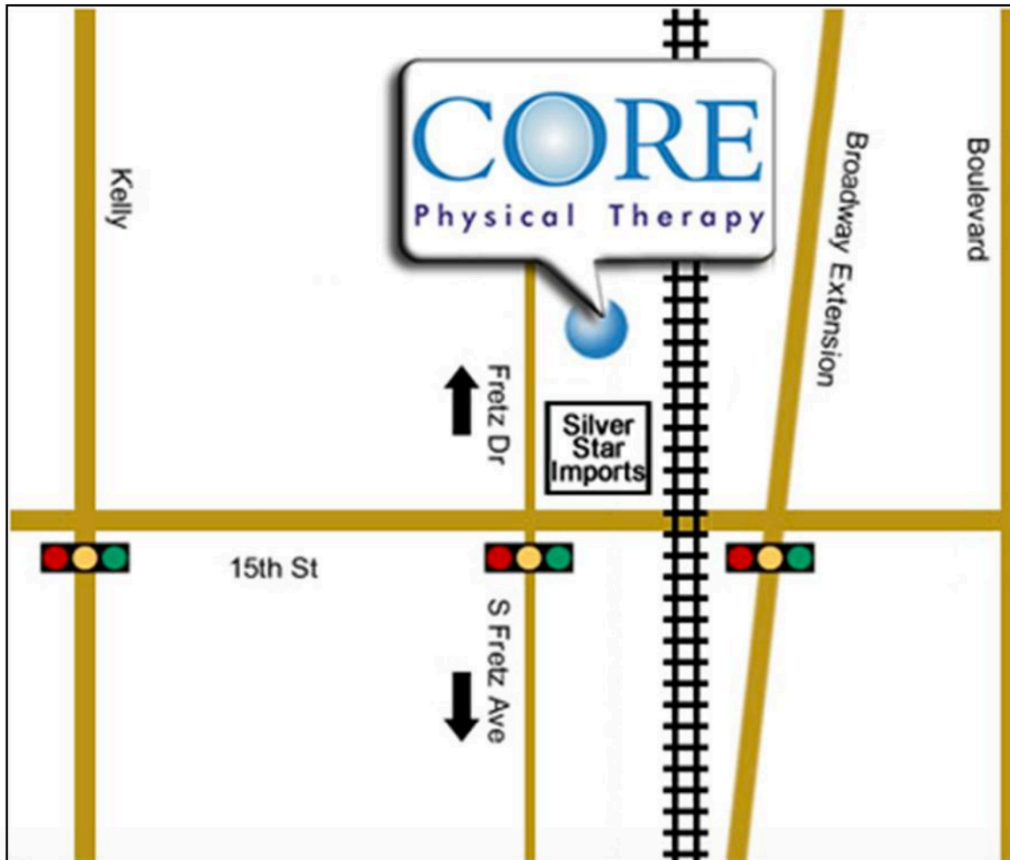 CORE
Physical Therapy
Kelly
Broadway Extension
Boulevard
Fretz Dr
Silver
Star
Imports
15th St
S Fretz Ave